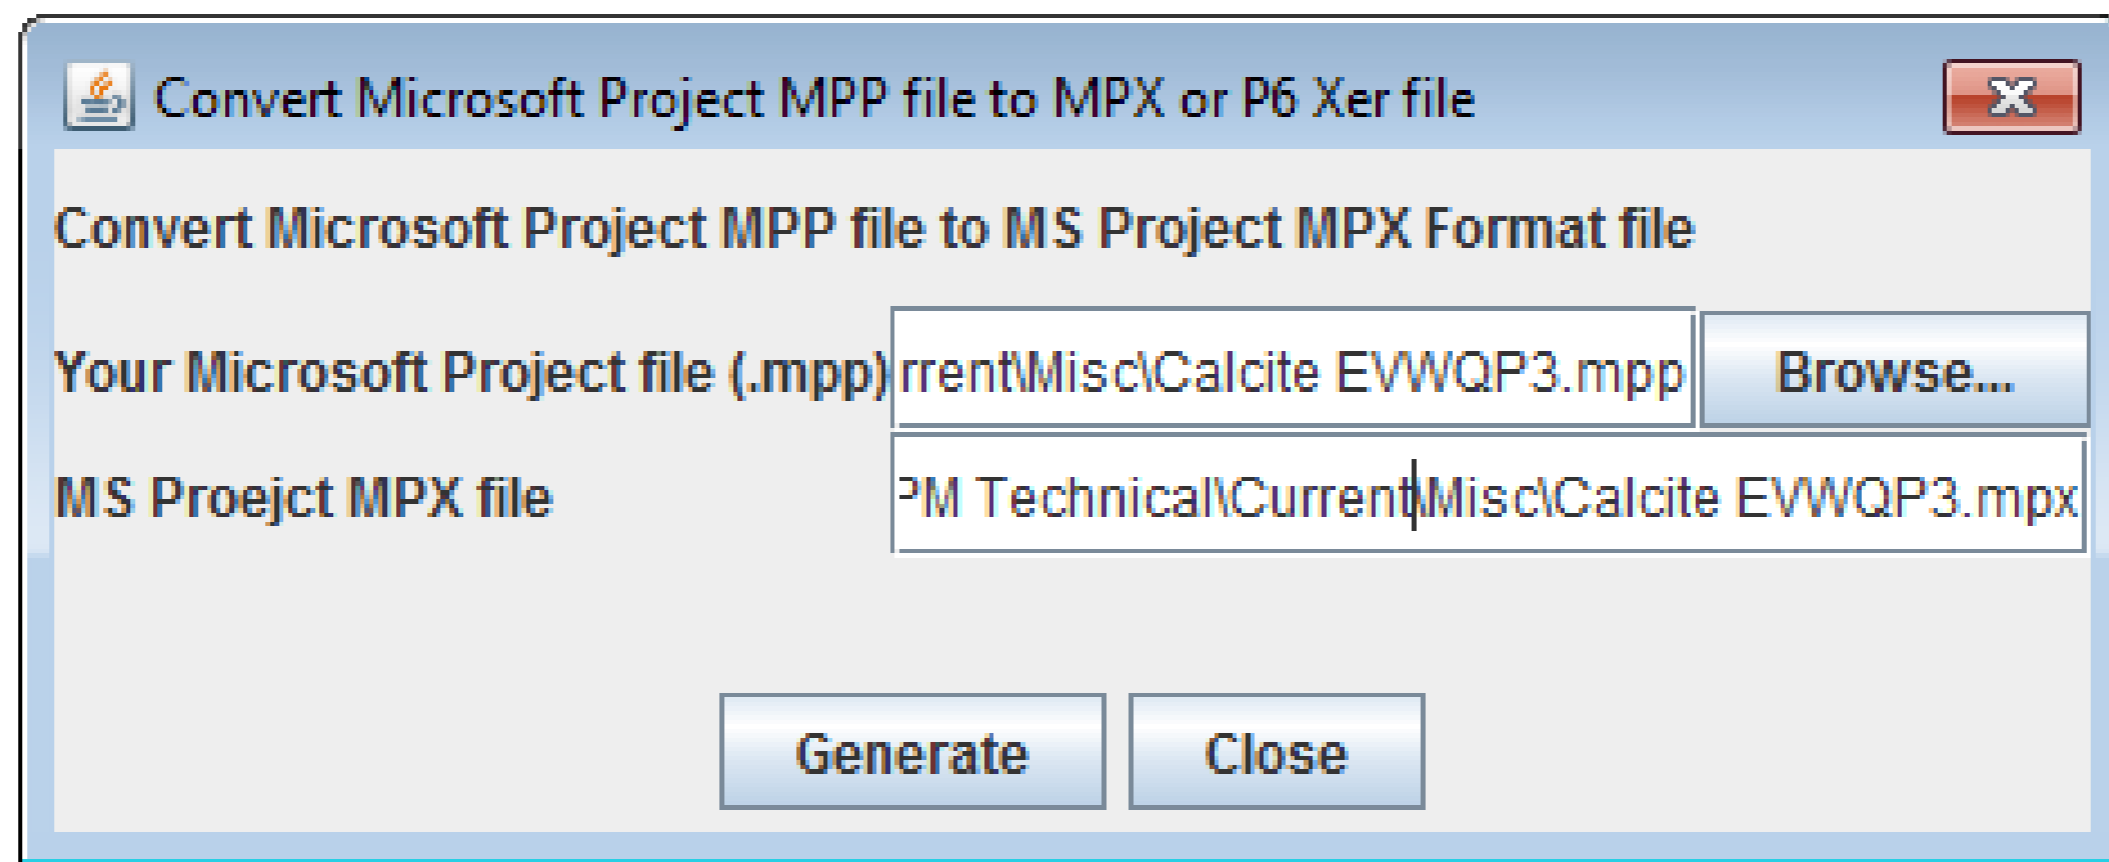 Convert Microsoft Project MPP file to MPX or P6 Xer file
Convert Microsoft Project MPP file to MS Project MPX Format file
Your Microsoft Project file (.mpp) rrent\Misc\Calcite EVWQP3.mpp Browse...
MS Proejct MPX file PM Technical\Current\Misc\Calcite EVWQP3.mpx
Generate Close